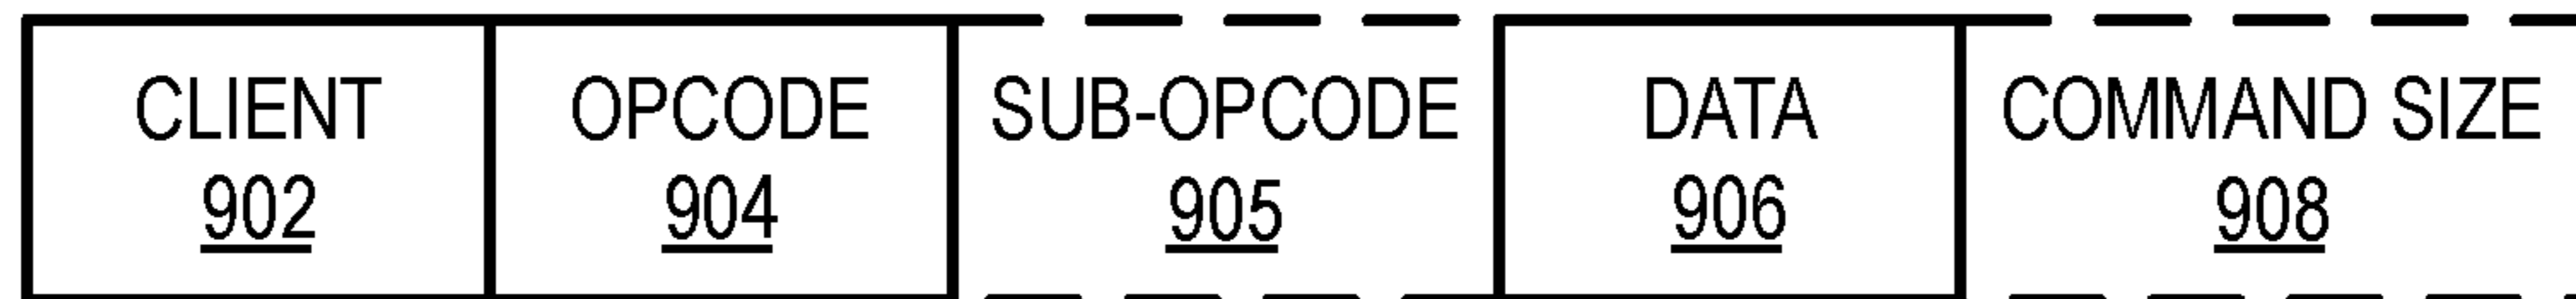 CLIENT OPCODE SUB-OPCODE DATA COMMAND SIZE
902 904 905 906 908